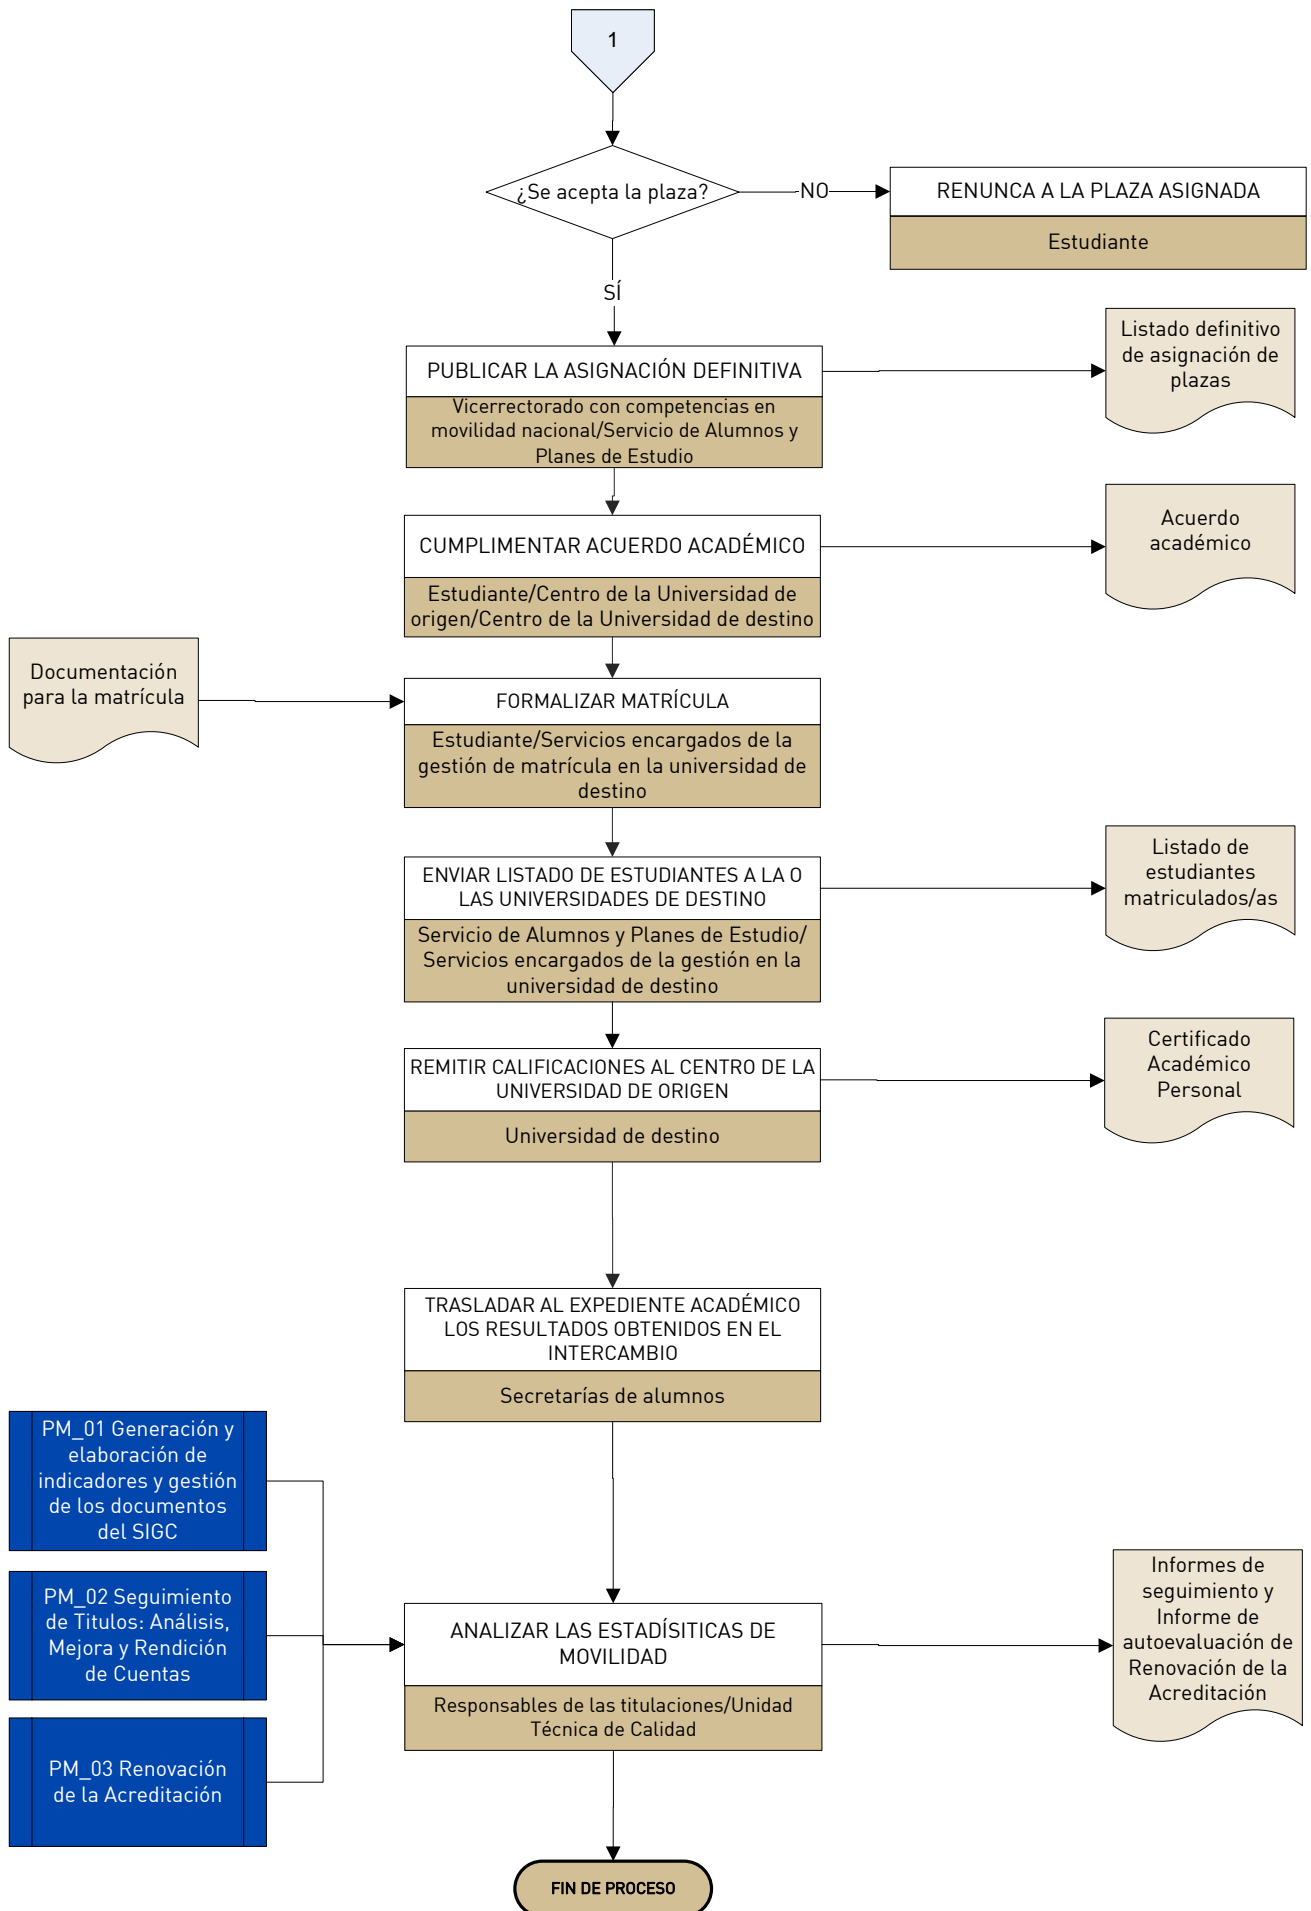 1
¿Se acepta la plaza?
NO
RENUNCA A LA PLAZA ASIGNADA
Estudiante
SÍ
PUBLICAR LA ASIGNACIÓN DEFINITIVA
Vicerrectorado con competencias en
movilidad nacional/Servicio de Alumnos y
Planes de Estudio
Listado definitivo
de asignación de
plazas
CUMPLIMENTAR ACUERDO ACADÉMICO
Estudiante/Centro de la Universidad de
origen/Centro de la Universidad de destino
Acuerdo
académico
Documentación
para la matrícula
FORMALIZAR MATRÍCULA
Estudiante/Servicios encargados de la
gestión de matrícula en la universidad de
destino
ENVIAR LISTADO DE ESTUDIANTES A LA O
LAS UNIVERSIDADES DE DESTINO
Servicio de Alumnos y Planes de Estudio/
Servicios encargados de la gestión en la
universidad de destino
Listado de
estudiantes
matriculados/as
REMITIR CALIFICACIONES AL CENTRO DE LA
UNIVERSIDAD DE ORIGEN
Universidad de destino
Certificado
Académico
Personal
TRASLADAR AL EXPEDIENTE ACADÉMICO
LOS RESULTADOS OBTENIDOS EN EL
INTERCAMBIO
Secretarías de alumnos
PM_01 Generación y
elaboración de
indicadores y gestión
de los documentos
del SIGC
PM_02 Seguimiento
de Titulos: Análisis,
Mejora y Rendición
de Cuentas
PM_03 Renovación
de la Acreditación
ANALIZAR LAS ESTADÍSITICAS DE
MOVILIDAD
Responsables de las titulaciones/Unidad
Técnica de Calidad
Informes de
seguimiento y
Informe de
autoevaluación de
Renovación de la
Acreditación
FIN DE PROCESO